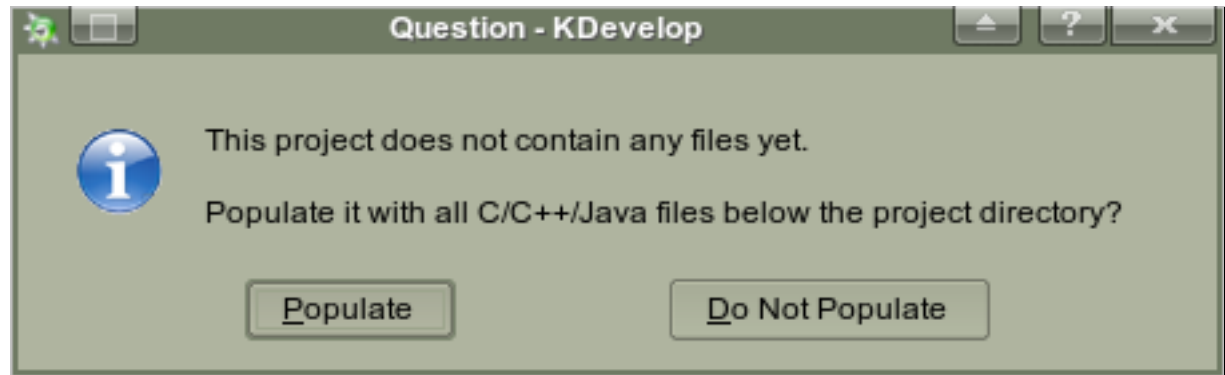 Question - KDevelop
?
This project does not contain any files yet.
Populate it with all C/C++/Java files below the project directory?
Populate
Do Not Populate